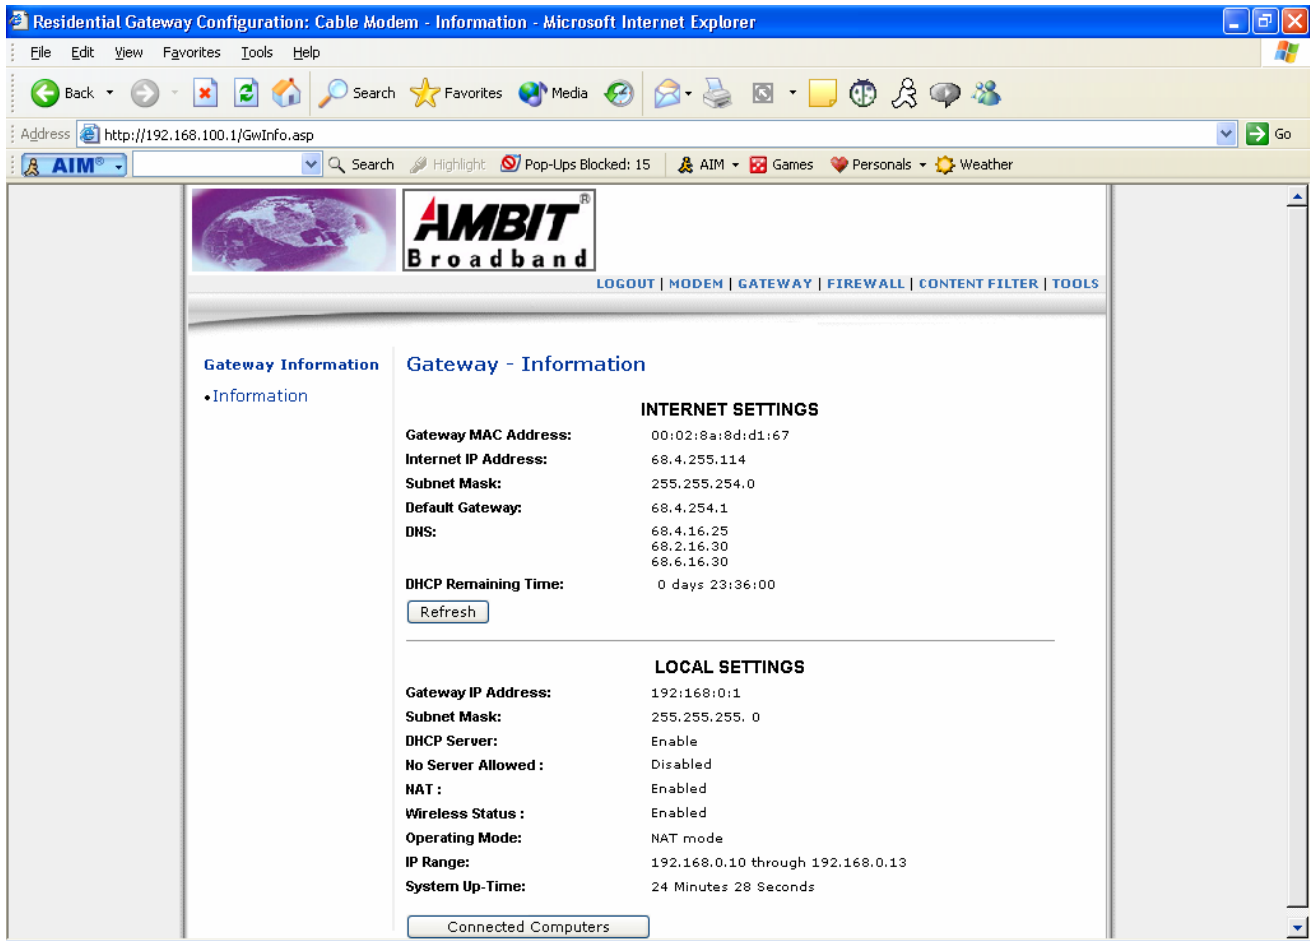 Residential Gateway Configuration: Cable Modem - Information - Microsoft Internet Explorer
File Edit View Favorites Tools Help
Back Search Favorites Media
Address http://192.168.100.1/GwInfo.asp Go
AIM® Search Highlight Pop-Ups Blocked: 15 AIM Games Personals Weather
AMBIT®
Broadband
LOGOUT | MODEM | GATEWAY | FIREWALL | CONTENT FILTER | TOOLS
Gateway Information
•Information
Gateway - Information
INTERNET SETTINGS
Gateway MAC Address: 00:02:8a:8d:d1:67
Internet IP Address: 68.4.255.114
Subnet Mask: 255.255.254.0
Default Gateway: 68.4.254.1
DNS: 68.4.16.25
68.2.16.30
68.6.16.30
DHCP Remaining Time: 0 days 23:36:00
Refresh
LOCAL SETTINGS
Gateway IP Address: 192:168:0:1
Subnet Mask: 255.255.255. 0
DHCP Server: Enable
No Server Allowed : Disabled
NAT : Enabled
Wireless Status : Enabled
Operating Mode: NAT mode
IP Range: 192.168.0.10 through 192.168.0.13
System Up-Time: 24 Minutes 28 Seconds
Connected Computers